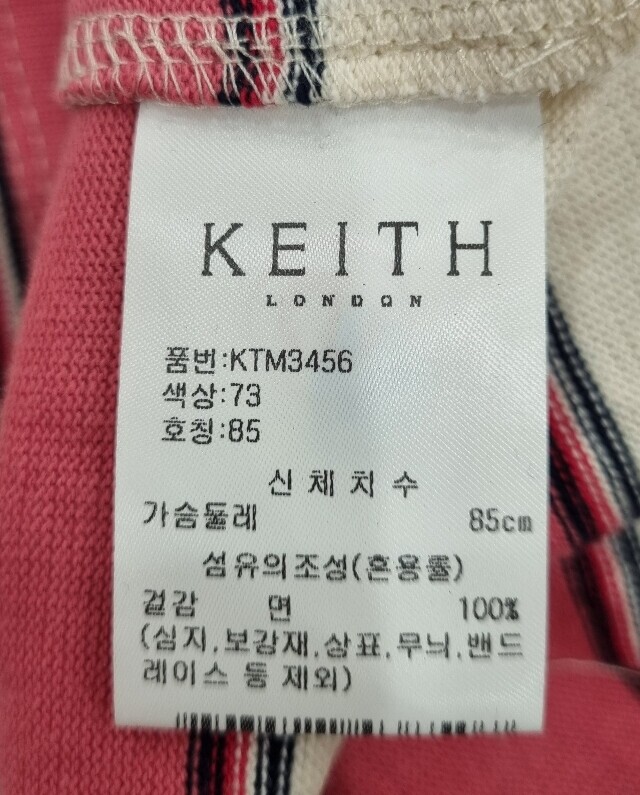 KEITH
LONDON
품번:KTM3456
색상:73
호칭:85
신체치수
가슴둘레 85cm
섬유의조성(혼용률)
겉감 면 100%
(심지,보강재,상표,무늬,밴드
레이스 등 제외)